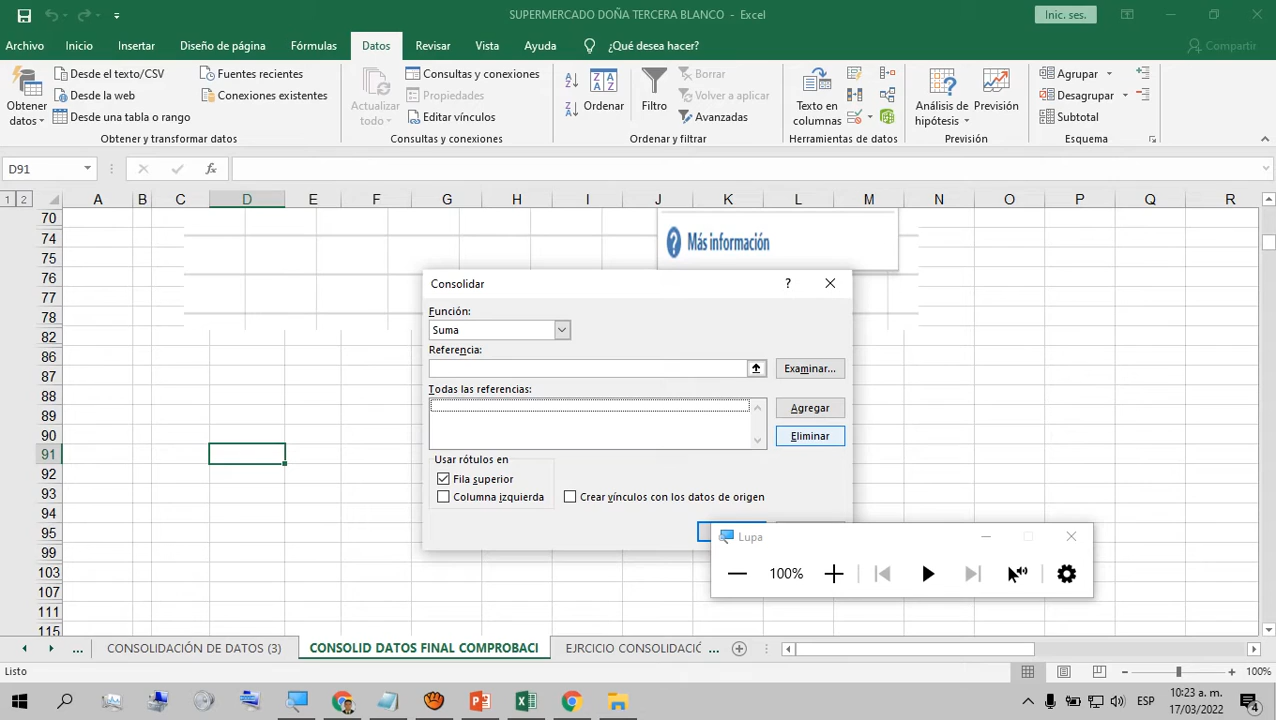 SUPERMERCADO DOÑA TERCERA BLANCO - Excel
Inic. ses.
Archivo Inicio Insertar Diseño de página Fórmulas Datos Revisar Vista Ayuda ¿Qué desea hacer? Compartir
Obtener datos
Desde el texto/CSV
Desde la web
Desde una tabla o rango
Fuentes recientes
Conexiones existentes
Obtener y transformar datos
Actualizar todo
Consultas y conexiones
Propiedades
Editar vínculos
Consultas y conexiones
Ordenar
Filtro
Borrar
Volver a aplicar
Avanzadas
Ordenar y filtrar
Texto en columnas
Herramientas de datos
Análisis de hipótesis
Previsión
Previsión
Agrupar
Desagrupar
Subtotal
Esquema
D91
fx
1 2
A B C D E F G H I J K L M N O P Q R
70
74
75
76
77
78
82
86
87
88
89
90
91
92
93
94
95
99
103
107
111
115
Más información
Consolidar
?
Función:
Suma
Referencia:
Examinar...
Todas las referencias:
Agregar
Eliminar
Usar rótulos en
Fila superior
Columna izquierda
Crear vínculos con los datos de origen
Lupa
100%
... CONSOLIDACIÓN DE DATOS (3) CONSOLID DATOS FINAL COMPROBACI EJERCICIO CONSOLIDACIÓ ...
Listo
100%
ESP
10:23 a. m.
17/03/2022
4